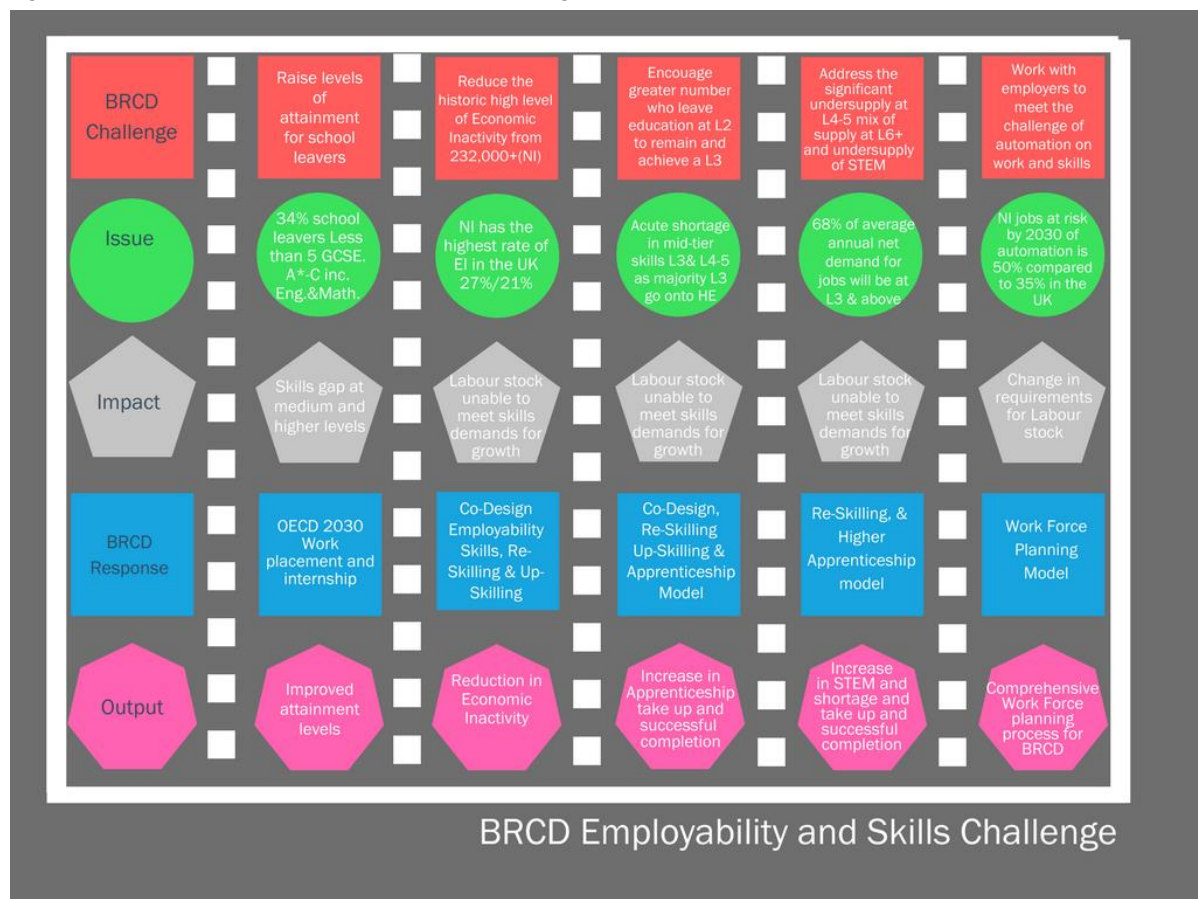 BRCD
Challenge
Raise levels
of
attainment
for school
leavers
Reduce the
historic high level
of Economic
Inactivity from
232,000+(NI)
Encouage
greater number
who leave
education at L2
to remain and
achieve a L3
Address the
significant
undersupply at
L4-5 mix of
supply at L6+
and undersupply
of STEM
Work with
employers to
meet the
challenge of
automation on
work and skills
Issue
34% school
leavers Less
than 5 GCSE.
A*-C inc.
Eng.&Math.
NI has the
highest rate of
EI in the UK
27%/21%
Acute shortage
in mid-tier
skills L3& L4-5
as majority L3
go onto HE
68% of average
annual net
demand for
jobs will be at
L3 & above
NI jobs at risk
by 2030 of
automation is
50% compared
to 35% in the
UK
Impact
Skills gap at
medium and
higher levels
Labour stock
unable to
meet skills
demands for
growth
Labour stock
unable to
meet skills
demands for
growth
Labour stock
unable to
meet skills
demands for
growth
Change in
requirements
for Labour
stock
BRCD
Response
OECD 2030
Work
placement and
internship
Co-Design
Employability
Skills, Re-
Skilling & Up-
Skilling
Co-Design,
Re-Skilling
Up-Skilling &
Apprenticeship
Model
Re-Skilling, &
Higher
Apprenticeship
model
Work Force
Planning
Model
Output
Improved
attainment
levels
Reduction in
Economic
Inactivity
Increase in
Apprenticeship
take up and
successful
completion
Increase
in STEM and
shortage and
take up and
successful
completion
Comprehensive
Work Force
planning
process for
BRCD
BRCD Employability and Skills Challenge